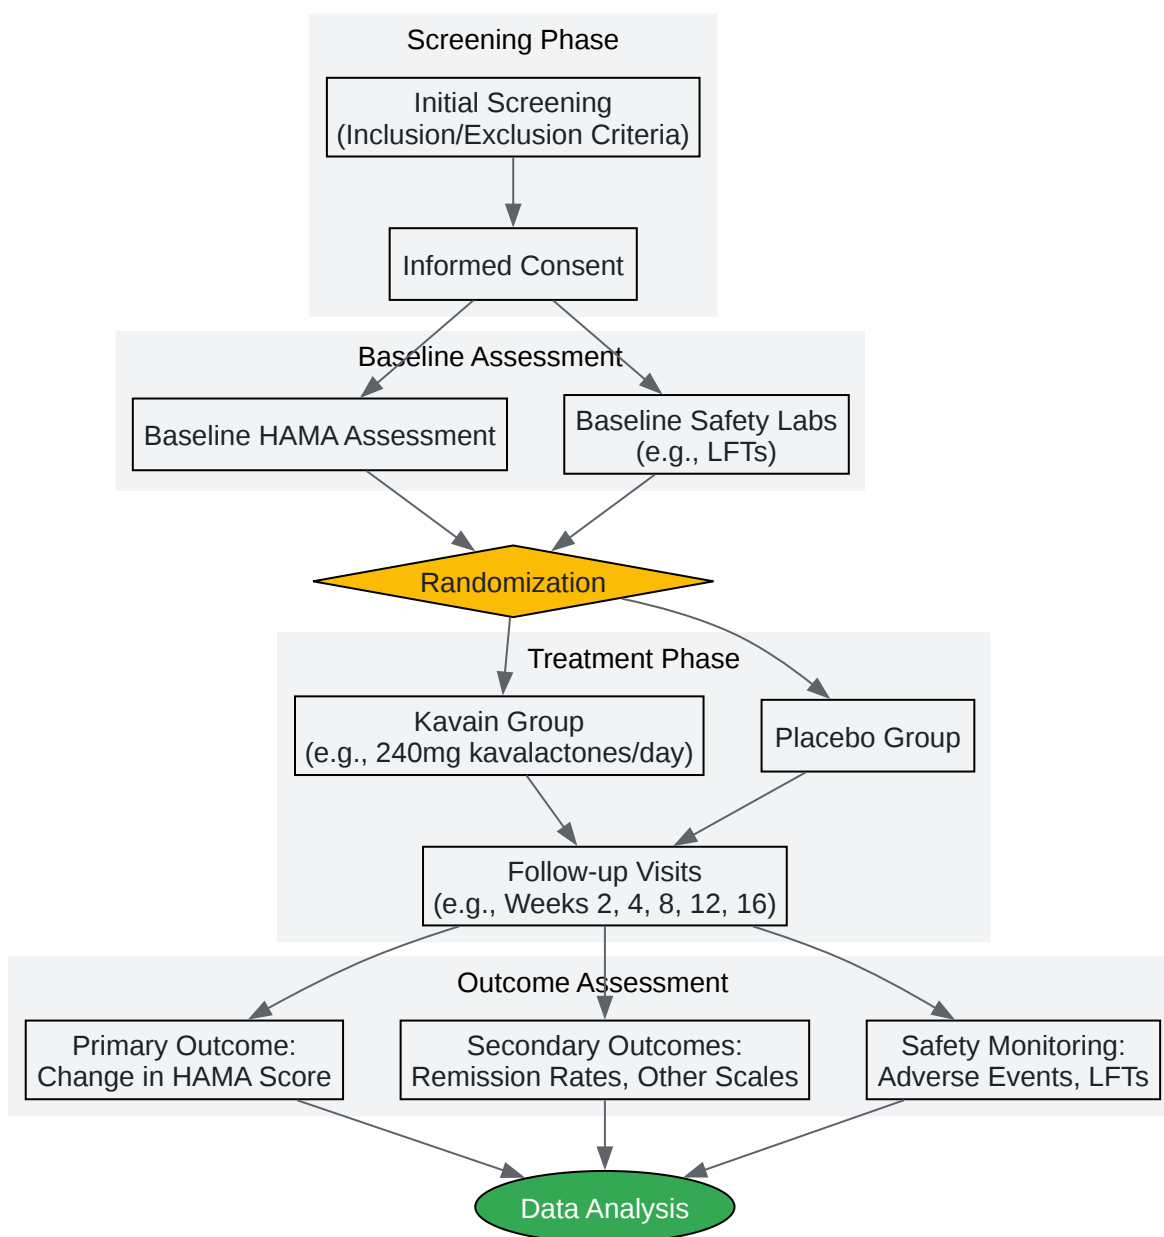 Screening Phase
Initial Screening
(Inclusion/Exclusion Criteria)
Informed Consent
Baseline Assessment
Baseline HAMA Assessment
Baseline Safety Labs
(e.g., LFTs)
Randomization
Treatment Phase
Kavain Group
(e.g., 240mg kavalactones/day)
Placebo Group
Follow-up Visits
(e.g., Weeks 2, 4, 8, 12, 16)
Outcome Assessment
Primary Outcome:
Change in HAMA Score
Secondary Outcomes:
Remission Rates, Other Scales
Safety Monitoring:
Adverse Events, LFTs
Data Analysis